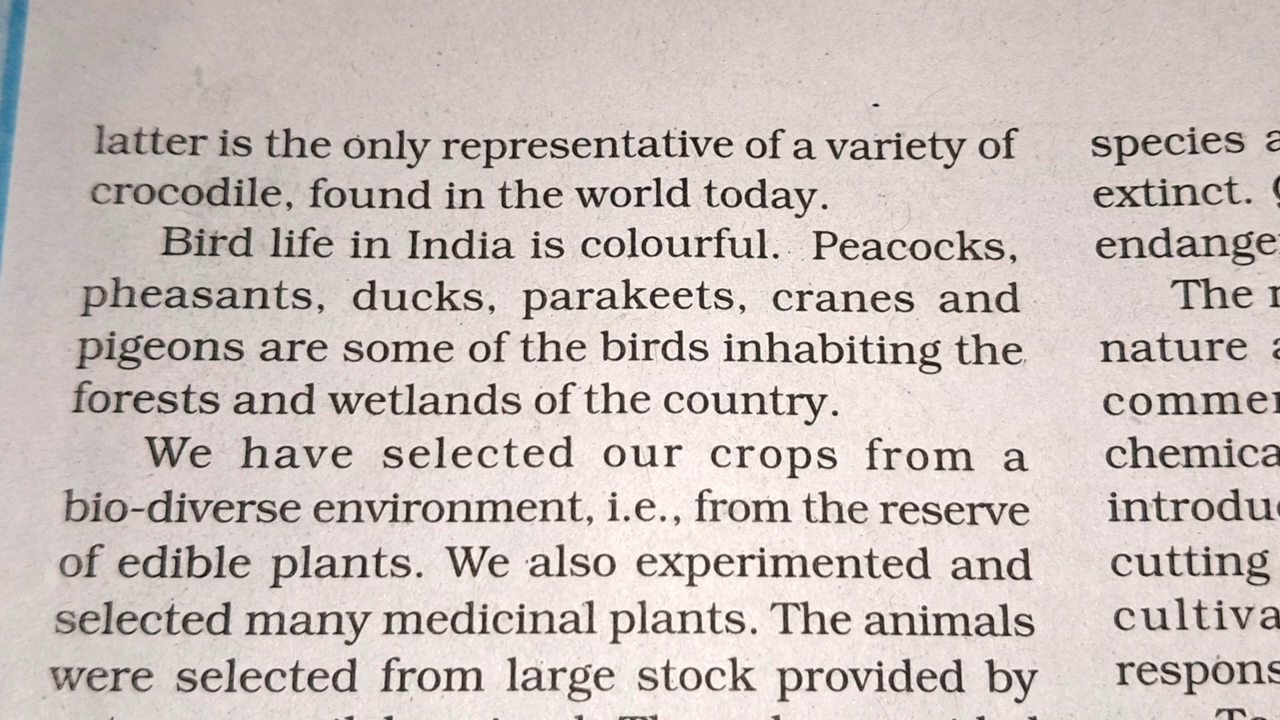 latter is the only representative of a variety of
crocodile, found in the world today.
Bird life in India is colourful. Peacocks,
pheasants, ducks, parakeets, cranes and
pigeons are some of the birds inhabiting the
forests and wetlands of the country.
We have selected our crops from a
bio-diverse environment, i.e., from the reserve
of edible plants. We also experimented and
selected many medicinal plants. The animals
were selected from large stock provided by
species
extinct.
The
nature
cutting